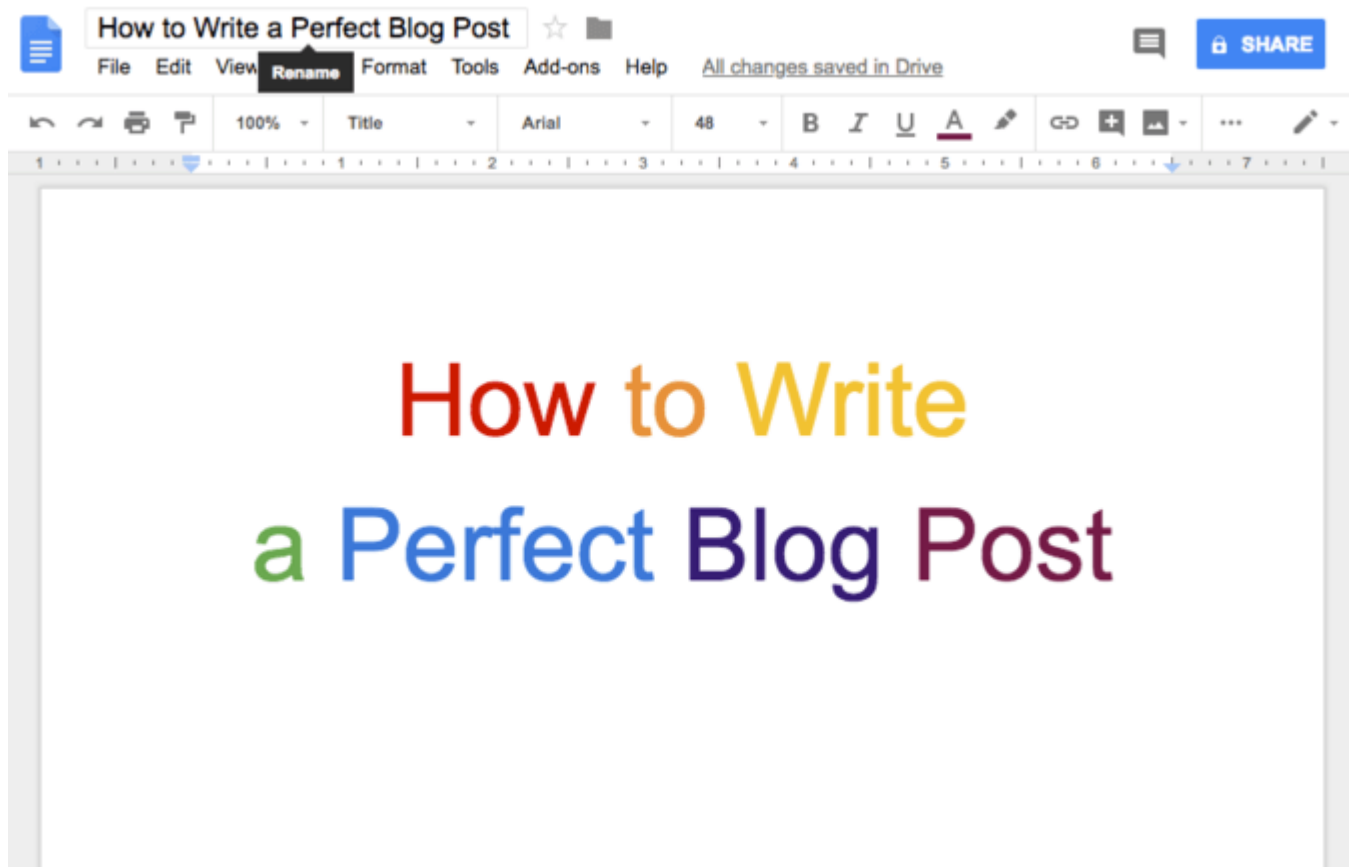 How to Write a Perfect Blog Post
File Edit View Rename Format Tools Add-ons Help All changes saved in Drive
SHARE
100% Title Arial 48 B I U A ...
1 1 2 3 4 5 6 7
How to Write
a Perfect Blog Post